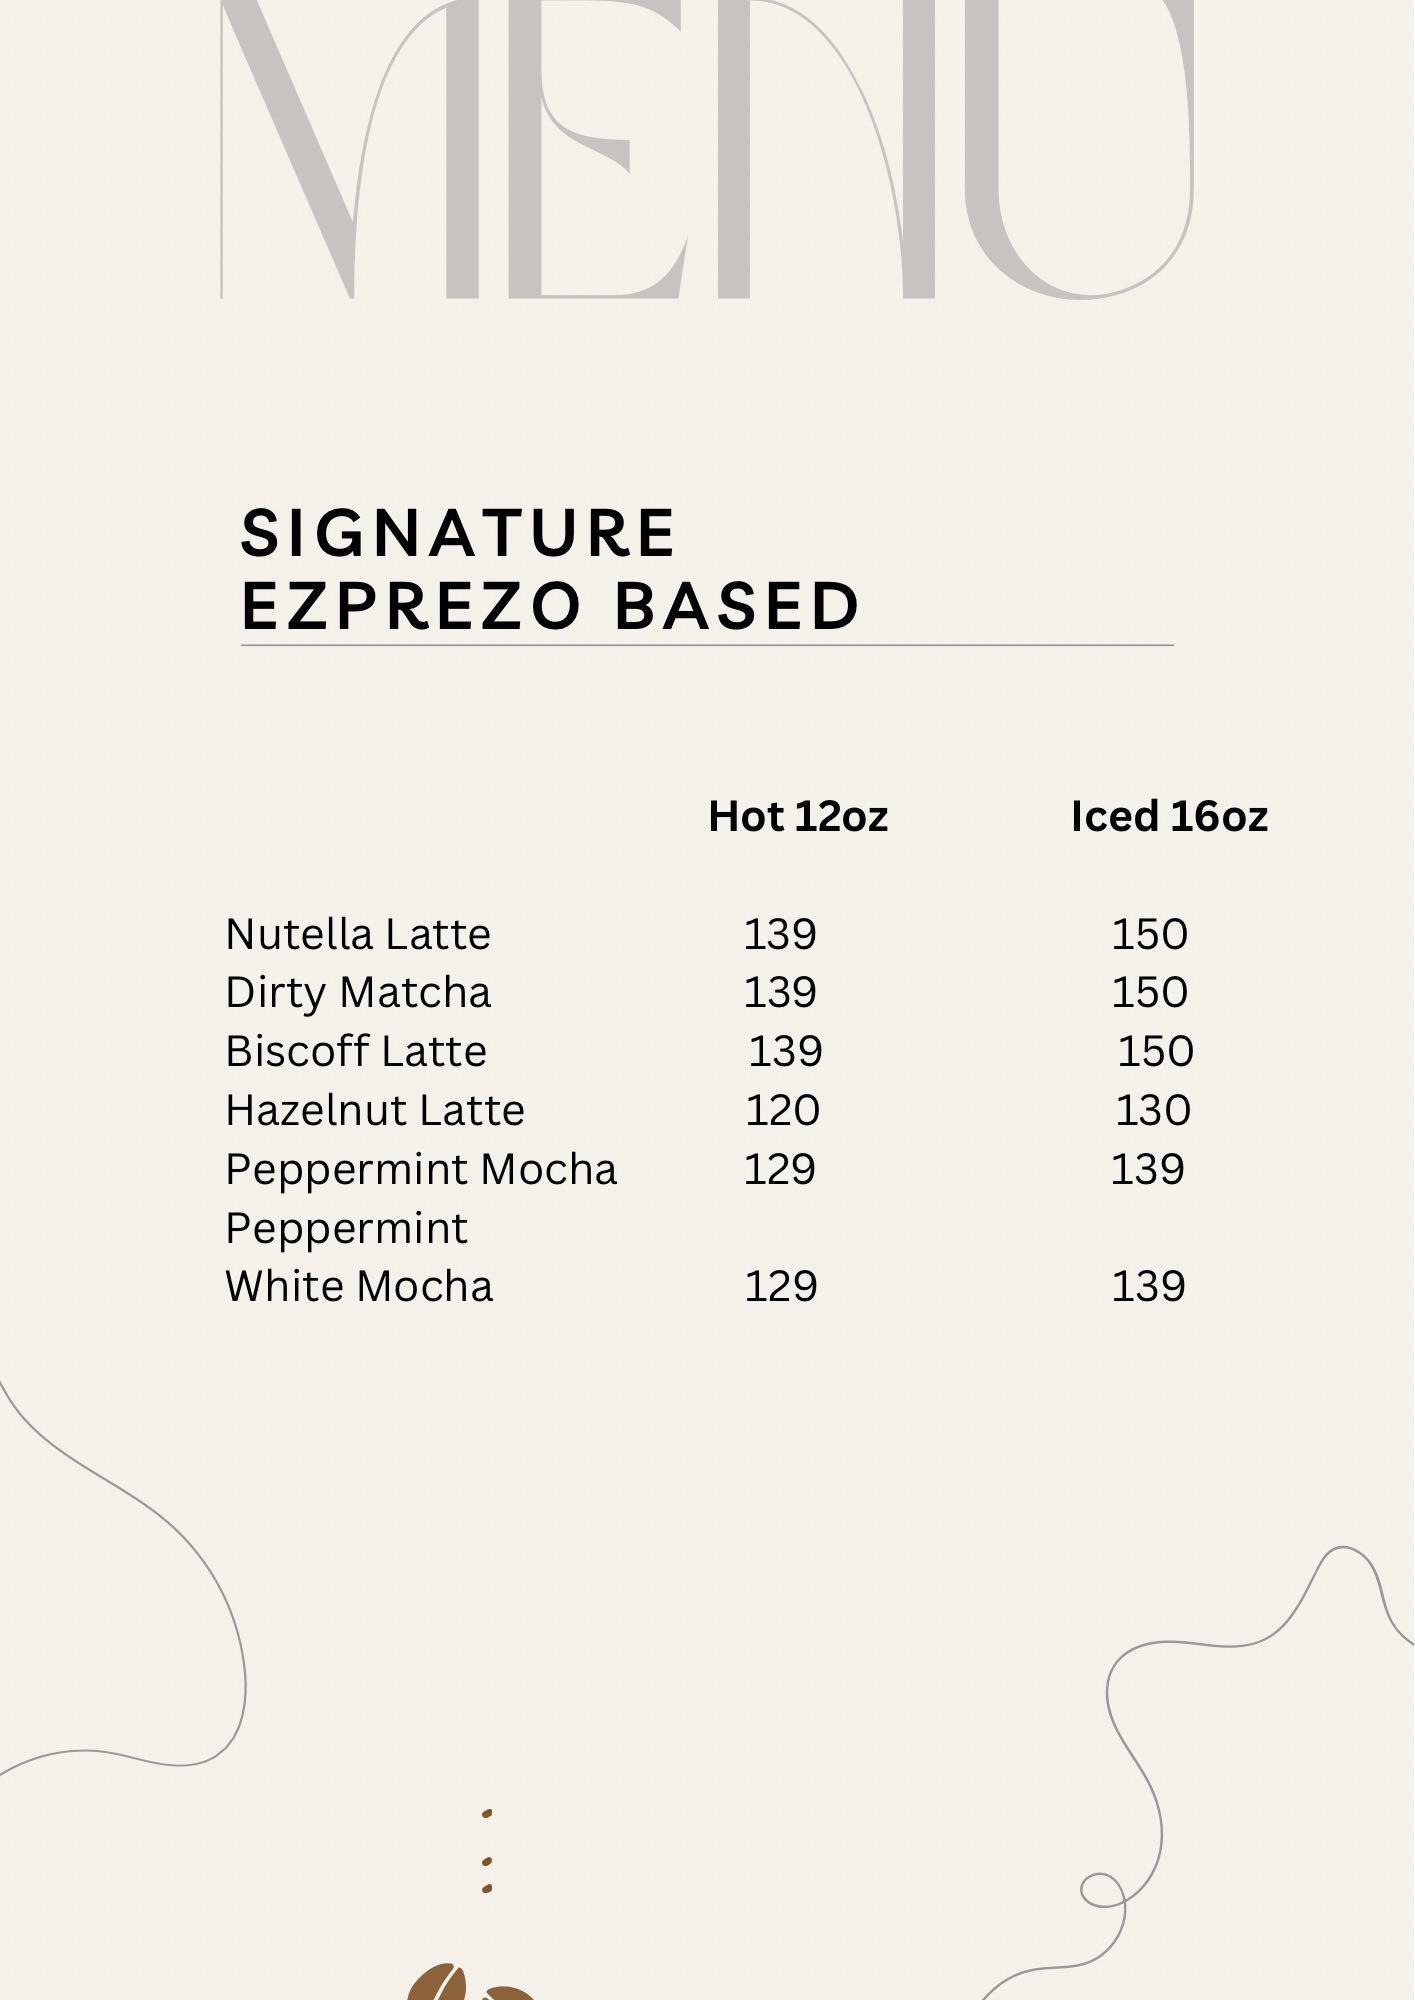 MENU
SIGNATURE
EZPREZO BASED
Hot 12oz Iced 16oz
Nutella Latte 139 150
Dirty Matcha 139 150
Biscoff Latte 139 150
Hazelnut Latte 120 130
Peppermint Mocha 129 139
Peppermint
White Mocha 129 139